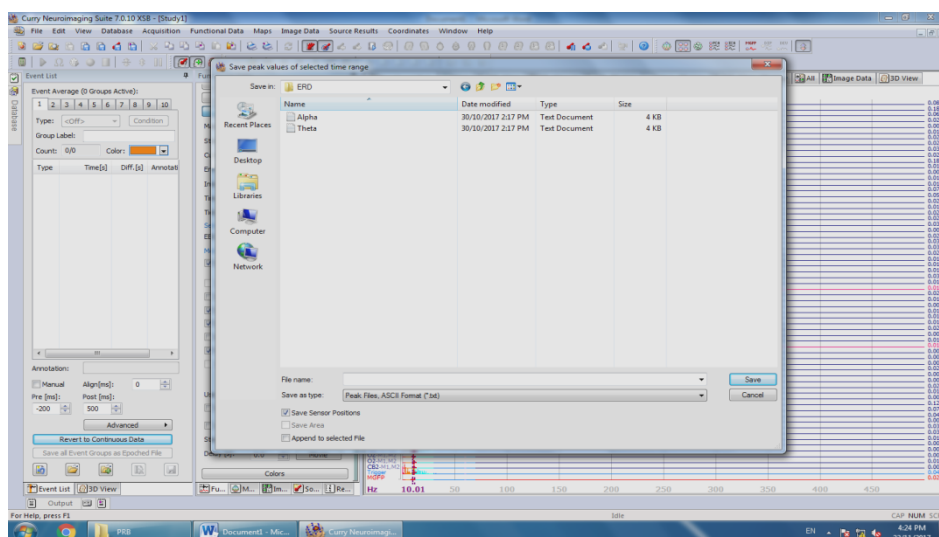 Curry Neuroimaging Suite 7.0.10 XSB - [Study1]
File Edit View Database Acquisition Functional Data Maps Image Data Source Results Coordinates Window Help
Event List
Event Average (0 Groups Active):
1 2 3 4 5 6 7 8 9 10
Type: <Off> Condition
Group Label:
Count: 0/0 Color:
Type Time[s] Diff.[s] Annotati
Annotation:
Manual Align[ms]: 0
Pre [ms]: Post [ms]:
-200 500
Advanced
Revert to Continuous Data
Save all Event Groups as Epoched File
Event List 3D View
Database
Save peak values of selected time range
Save in: ERD
Name Date modified Type Size
Alpha 30/10/2017 2:17 PM Text Document 4 KB
Theta 30/10/2017 2:17 PM Text Document 4 KB
Recent Places
Desktop
Libraries
Computer
Network
File name: Save
Save as type: Peak Files, ASCII Format (*.txt) Cancel
Save Sensor Positions
Save Area
Append to selected File
All Image Data 3D View
Colors
Fu... M... Im... So... Re...
MGFP
Hz 10.01 50 100 150 200 250 300 350 400 450
Output
For Help, press F1 Idle CAP NUM SC
PRB Document1 - Mic... Curry Neuroimagi... EN 4:24 PM